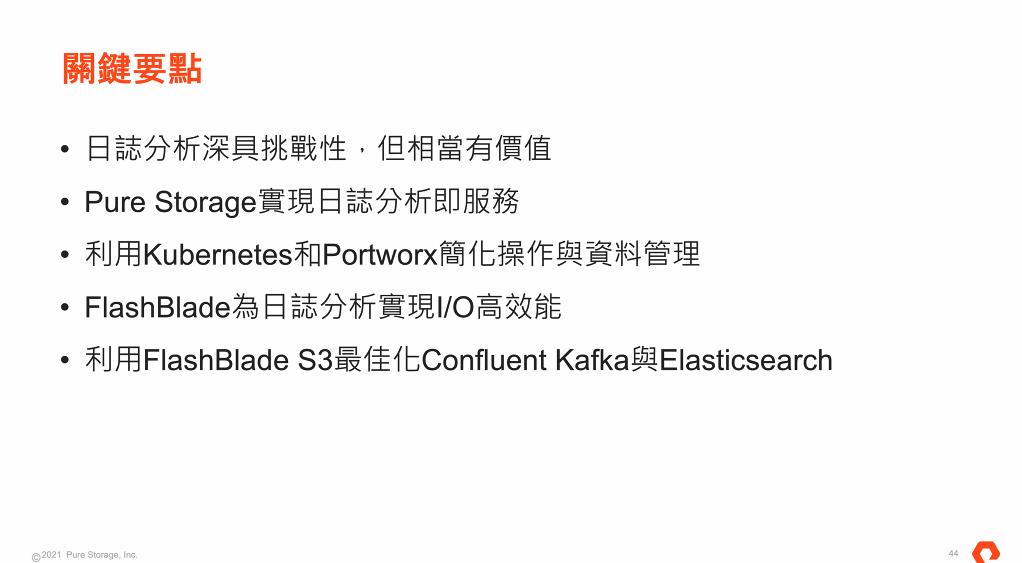 關鍵要點
• 日誌分析深具挑戰性，但相當有價值
• Pure Storage實現日誌分析即服務
• 利用Kubernetes和Portworx簡化操作與資料管理
• FlashBlade為日誌分析實現I/O高效能
• 利用FlashBlade S3最佳化Confluent Kafka與Elasticsearch
©2021 Pure Storage, Inc.
44